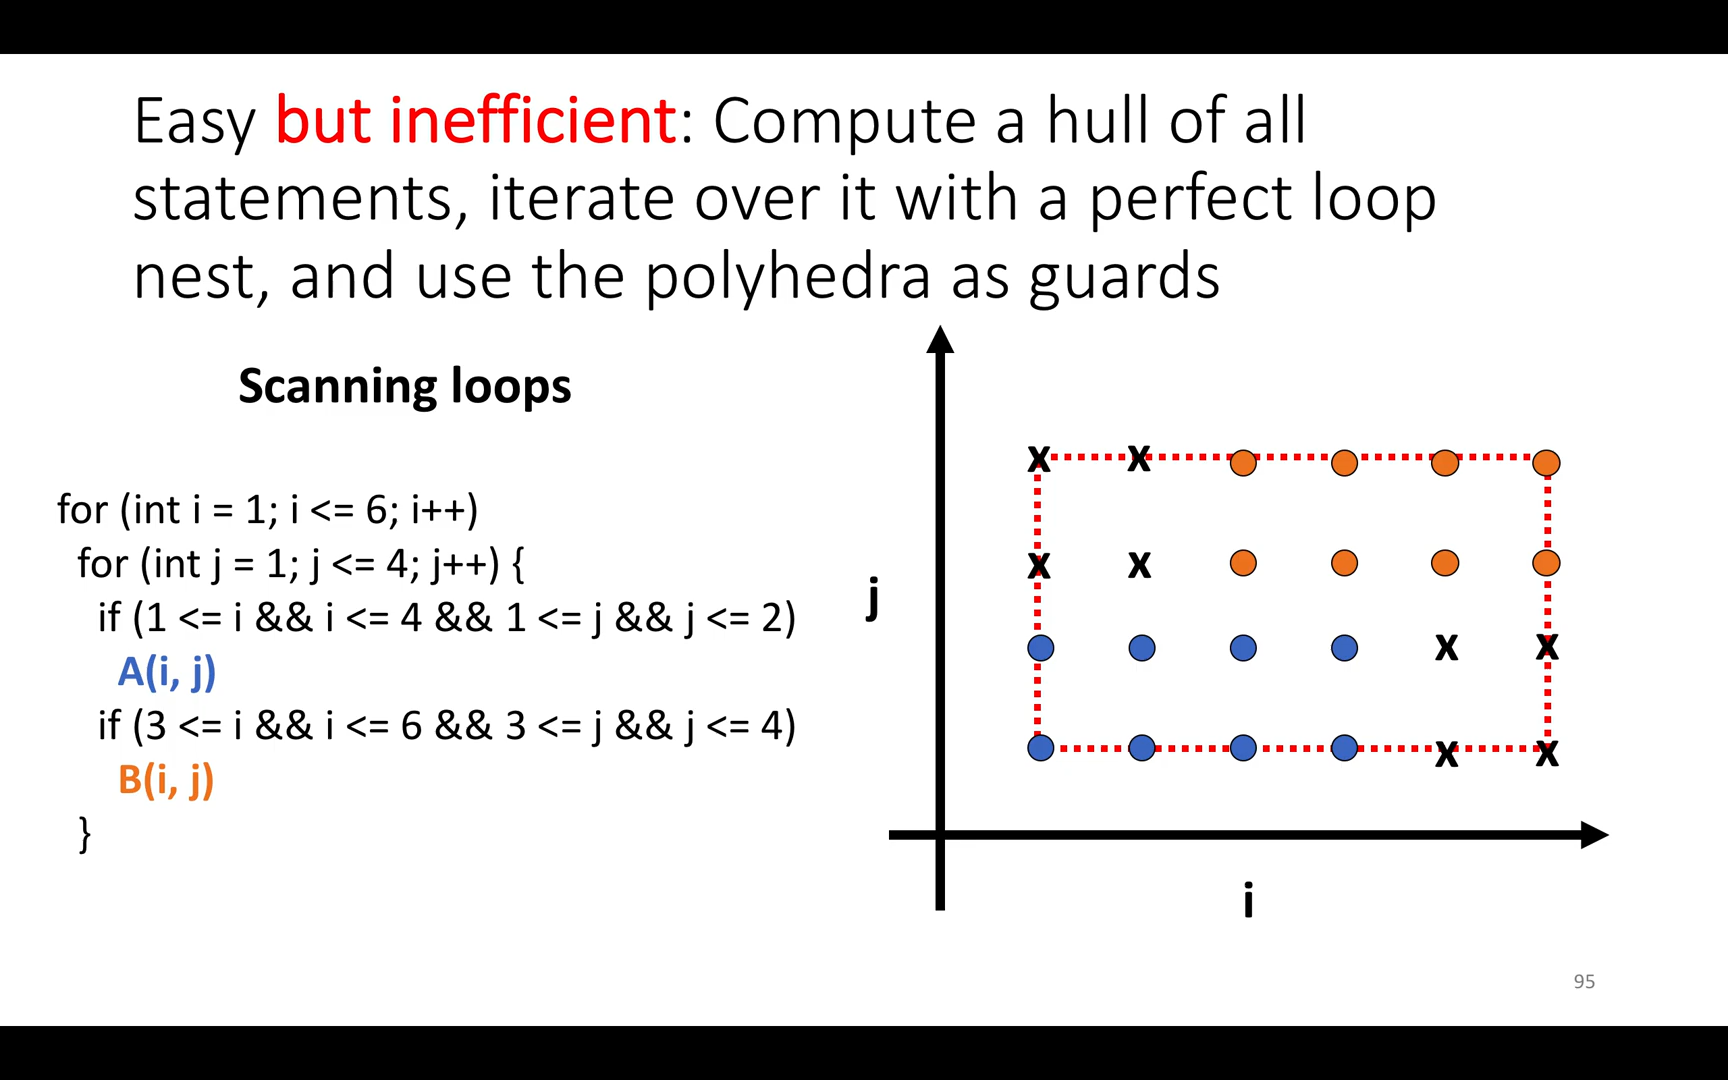 Easy but inefficient: Compute a hull of all
statements, iterate over it with a perfect loop
nest, and use the polyhedra as guards
Scanning loops
for (int i = 1; i <= 6; i++)
for (int j = 1; j <= 4; j++) {
if (1 <= i && i <= 4 && 1 <= j && j <= 2)
A(i, j)
if (3 <= i && i <= 6 && 3 <= j && j <= 4)
B(i, j)
}
x x
x x
j
x x
x x
i
95